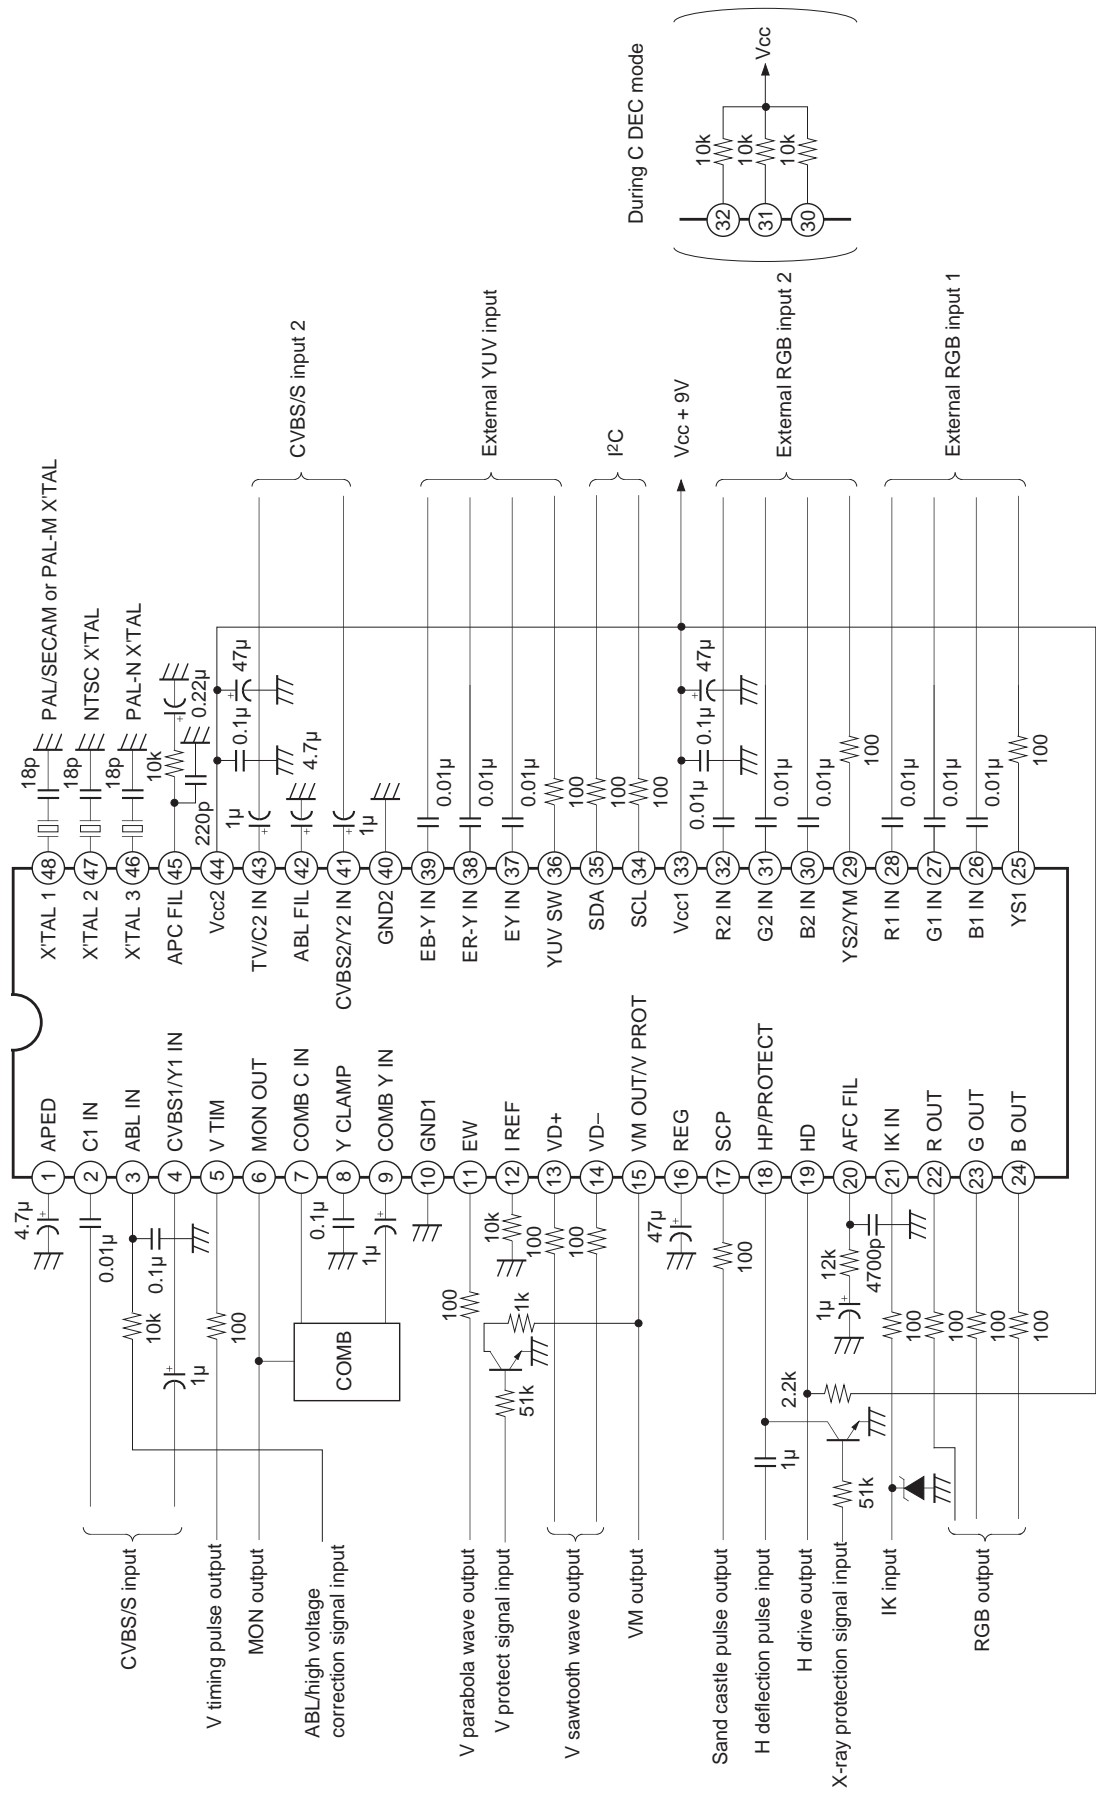 During C DEC mode
32
10k
31
10k
Vcc
30
10k
48
X'TAL 1
18p
PAL/SECAM or PAL-M X'TAL
47
X'TAL 2
18p
NTSC X'TAL
46
X'TAL 3
18p
PAL-N X'TAL
45
APC FIL
10k
0.22µ
220p
44
Vcc2
0.1µ
47µ
+
43
TV/C2 IN
1µ
+
42
ABL FIL
4.7µ
+
41
CVBS2/Y2 IN
1µ
+
CVBS/S input 2
40
GND2
39
EB-Y IN
0.01µ
38
ER-Y IN
0.01µ
37
EY IN
0.01µ
36
YUV SW
100
External YUV input
35
SDA
100
34
SCL
100
I²C
33
Vcc1
0.1µ
47µ
+
Vcc + 9V
32
R2 IN
0.01µ
31
G2 IN
0.01µ
30
B2 IN
0.01µ
29
YS2/YM
100
External RGB input 2
28
R1 IN
0.01µ
27
G1 IN
0.01µ
26
B1 IN
0.01µ
25
YS1
100
External RGB input 1
1
APED
4.7µ
+
2
C1 IN
0.01µ
3
ABL IN
0.1µ
10k
4
CVBS1/Y1 IN
1µ
+
CVBS/S input
5
V TIM
100
V timing pulse output
6
MON OUT
MON output
ABL/high voltage
correction signal input
7
COMB C IN
COMB
8
Y CLAMP
0.1µ
9
COMB Y IN
1µ
+
10
GND1
11
EW
100
V parabola wave output
12
I REF
10k
1k
51k
V protect signal input
13
VD+
100
14
VD–
100
V sawtooth wave output
15
VM OUT/V PROT
VM output
16
REG
47µ
+
17
SCP
100
Sand castle pulse output
18
HP/PROTECT
1µ
H deflection pulse input
19
HD
2.2k
H drive output
51k
X-ray protection signal input
20
AFC FIL
12k
4700p
1µ
+
21
IK IN
100
IK input
22
R OUT
100
23
G OUT
100
24
B OUT
100
RGB output